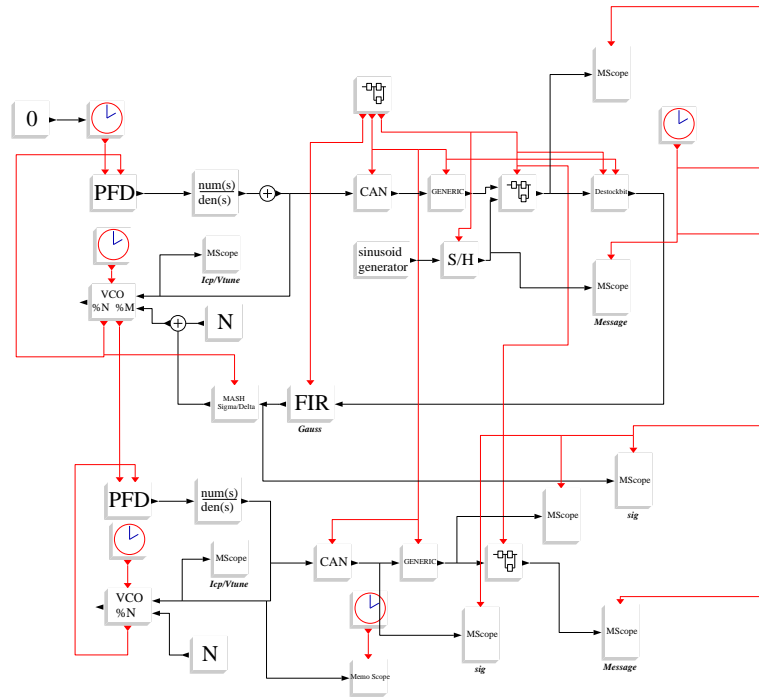 MScope
0
PFD
num(s)
den(s)
CAN
GENERIC
Destockbit
MScope
Icp/Vtune
sinusoid
generator
S/H
MScope
Message
VCO
%N %M
N
MASH
Sigma/Delta
FIR
Gauss
MScope
sig
PFD
num(s)
den(s)
MScope
MScope
Icp/Vtune
CAN
GENERIC
VCO
%N
N
MScope
sig
MScope
Message
Memo Scope